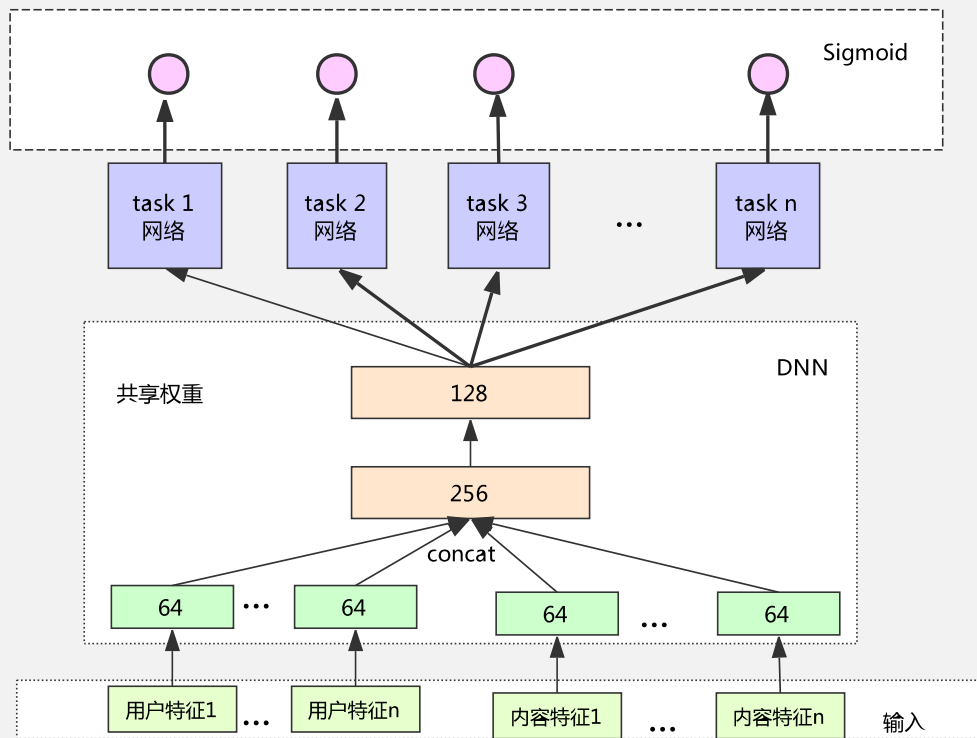 Sigmoid
task 1
网络
task 2
网络
task 3
网络
...
task n
网络
DNN
共享权重
128
256
concat
64
...
64
64
...
64
用户特征1
...
用户特征n
内容特征1
...
内容特征n
输入